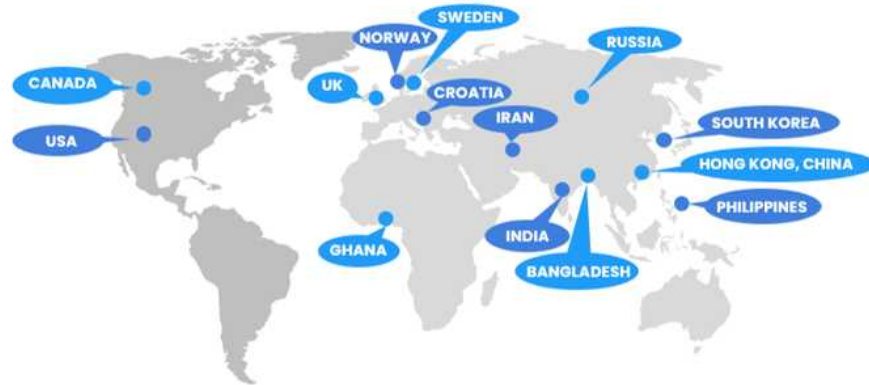 SWEDEN
NORWAY
RUSSIA
CANADA
UK
CROATIA
IRAN
SOUTH KOREA
USA
HONG KONG, CHINA
PHILIPPINES
INDIA
GHANA
BANGLADESH